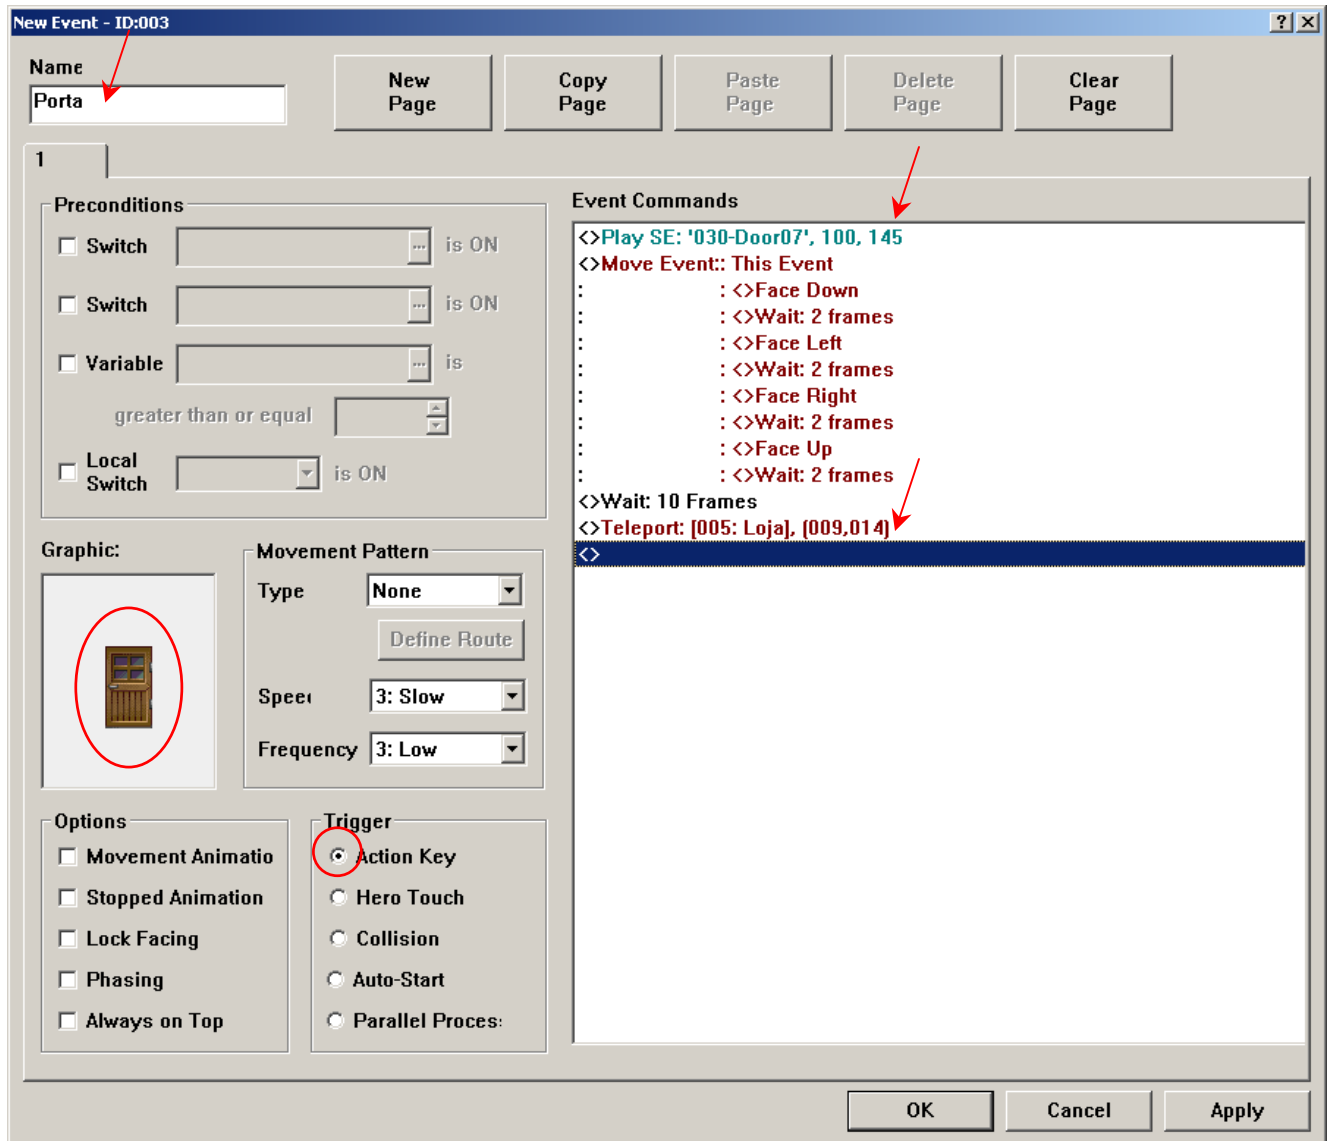 New Event - ID:003
Name
Porta
New
Page
Copy
Page
Paste
Page
Delete
Page
Clear
Page
1
Preconditions
Switch
... is ON
Switch
... is ON
Variable
... is
greater than or equal
Local
Switch
is ON
Graphic:
Movement Pattern
Type
None
Define Route
Speed
3: Slow
Frequency
3: Low
Options
Movement Animatio
Stopped Animation
Lock Facing
Phasing
Always on Top
Trigger
Action Key
Hero Touch
Collision
Auto-Start
Parallel Proces
Event Commands
<>Play SE: '030-Door07', 100, 145
<>Move Event:: This Event
: : <>Face Down
: : <>Wait: 2 frames
: : <>Face Left
: : <>Wait: 2 frames
: : <>Face Right
: : <>Wait: 2 frames
: : <>Face Up
: : <>Wait: 2 frames
<>Wait: 10 Frames
<>Teleport: [005: Loja], (009,014)
<>
OK
Cancel
Apply